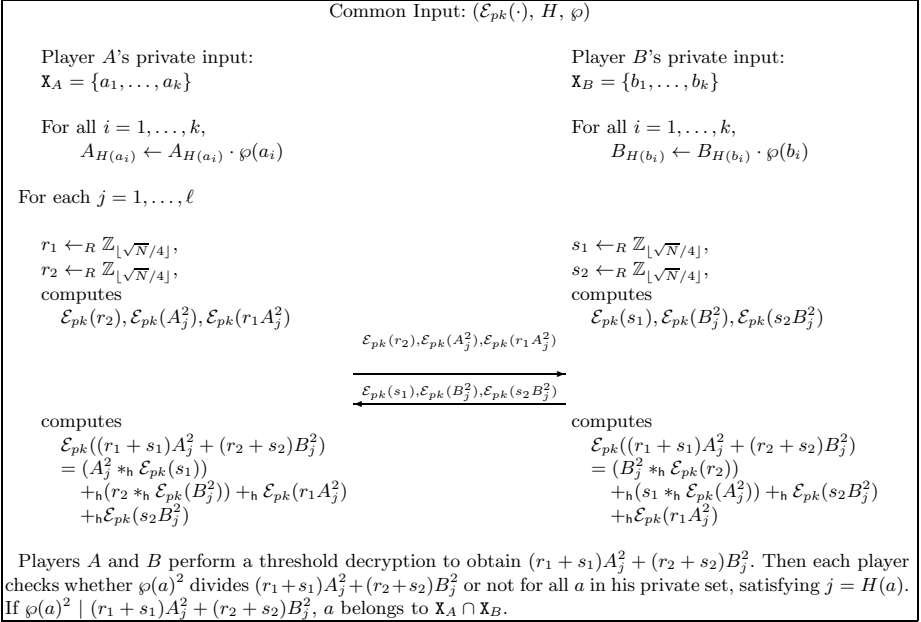 Common Input: (ℰ_pk(·), H, ℘)
Player A's private input:
X_A = {a_1, . . . , a_k}
For all i = 1, . . . , k,
A_{H(a_i)} ← A_{H(a_i)} · ℘(a_i)
Player B's private input:
X_B = {b_1, . . . , b_k}
For all i = 1, . . . , k,
B_{H(b_i)} ← B_{H(b_i)} · ℘(b_i)
For each j = 1, . . . , ℓ
r_1 ←_R ℤ_{⌊√N/4⌋},
r_2 ←_R ℤ_{⌊√N/4⌋},
computes
ℰ_pk(r_2), ℰ_pk(A_j^2), ℰ_pk(r_1A_j^2)
s_1 ←_R ℤ_{⌊√N/4⌋},
s_2 ←_R ℤ_{⌊√N/4⌋},
computes
ℰ_pk(s_1), ℰ_pk(B_j^2), ℰ_pk(s_2B_j^2)
ℰ_pk(r_2),ℰ_pk(A_j^2),ℰ_pk(r_1A_j^2)
ℰ_pk(s_1),ℰ_pk(B_j^2),ℰ_pk(s_2B_j^2)
computes
ℰ_pk((r_1 + s_1)A_j^2 + (r_2 + s_2)B_j^2)
= (A_j^2 *_h ℰ_pk(s_1))
+_h(r_2 *_h ℰ_pk(B_j^2)) +_h ℰ_pk(r_1A_j^2)
+_hℰ_pk(s_2B_j^2)
computes
ℰ_pk((r_1 + s_1)A_j^2 + (r_2 + s_2)B_j^2)
= (B_j^2 *_h ℰ_pk(r_2))
+_h(s_1 *_h ℰ_pk(A_j^2)) +_h ℰ_pk(s_2B_j^2)
+_hℰ_pk(r_1A_j^2)
Players A and B perform a threshold decryption to obtain (r_1 + s_1)A_j^2 + (r_2 + s_2)B_j^2. Then each player
checks whether ℘(a)^2 divides (r_1+s_1)A_j^2+(r_2+s_2)B_j^2 or not for all a in his private set, satisfying j = H(a).
If ℘(a)^2 | (r_1 + s_1)A_j^2 + (r_2 + s_2)B_j^2, a belongs to X_A ∩ X_B.